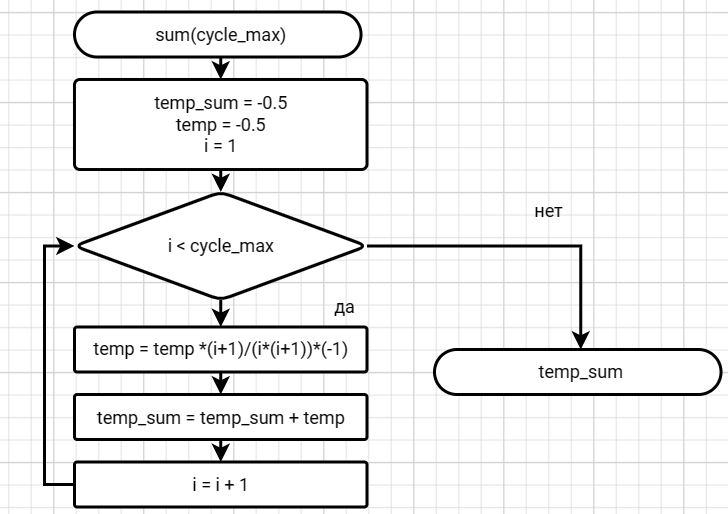 sum(cycle_max)
temp_sum = -0.5
temp = -0.5
i = 1
нет
i < cycle_max
да
temp = temp *(i+1)/(i*(i+1))*(-1)
temp_sum
temp_sum = temp_sum + temp
i = i + 1